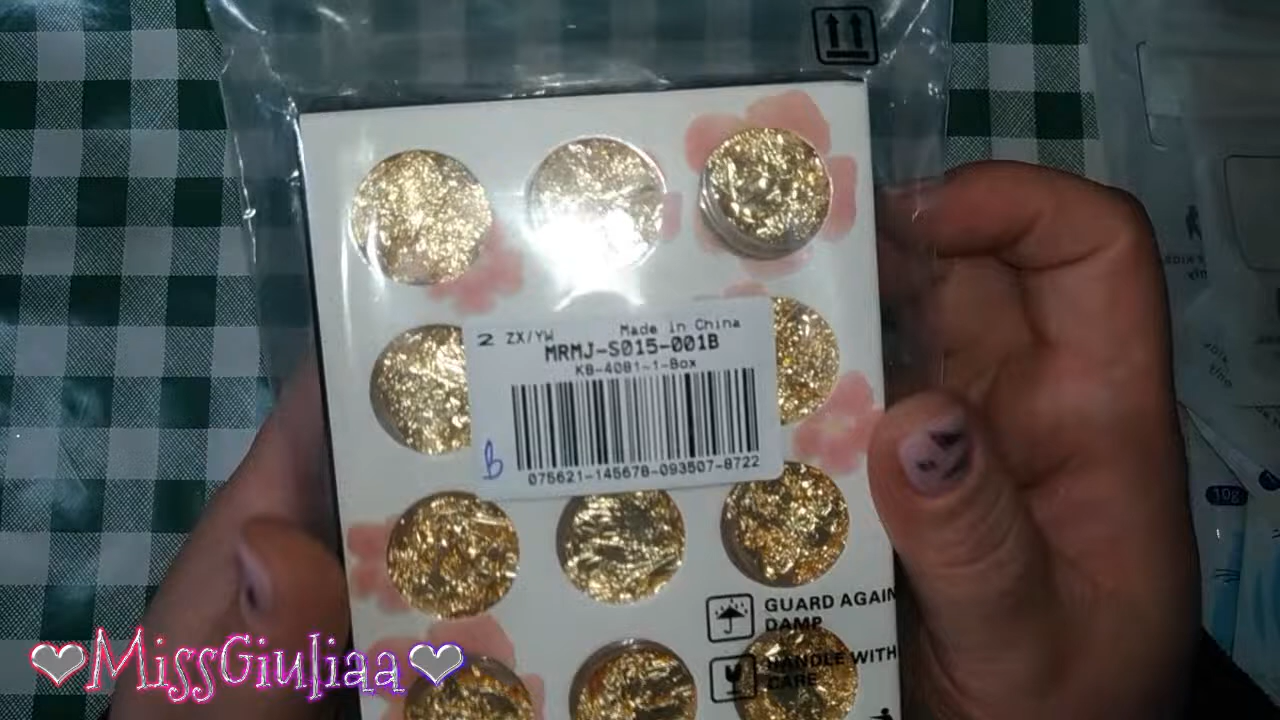 2 ZX/YW Made in China
MRMJ-S015-001B
KB-4081-1-Box
B
075621-145678-093507-8722
GUARD AGAIN
DAMP
HANDLE WITH
CARE
10g
MissGiuliaa